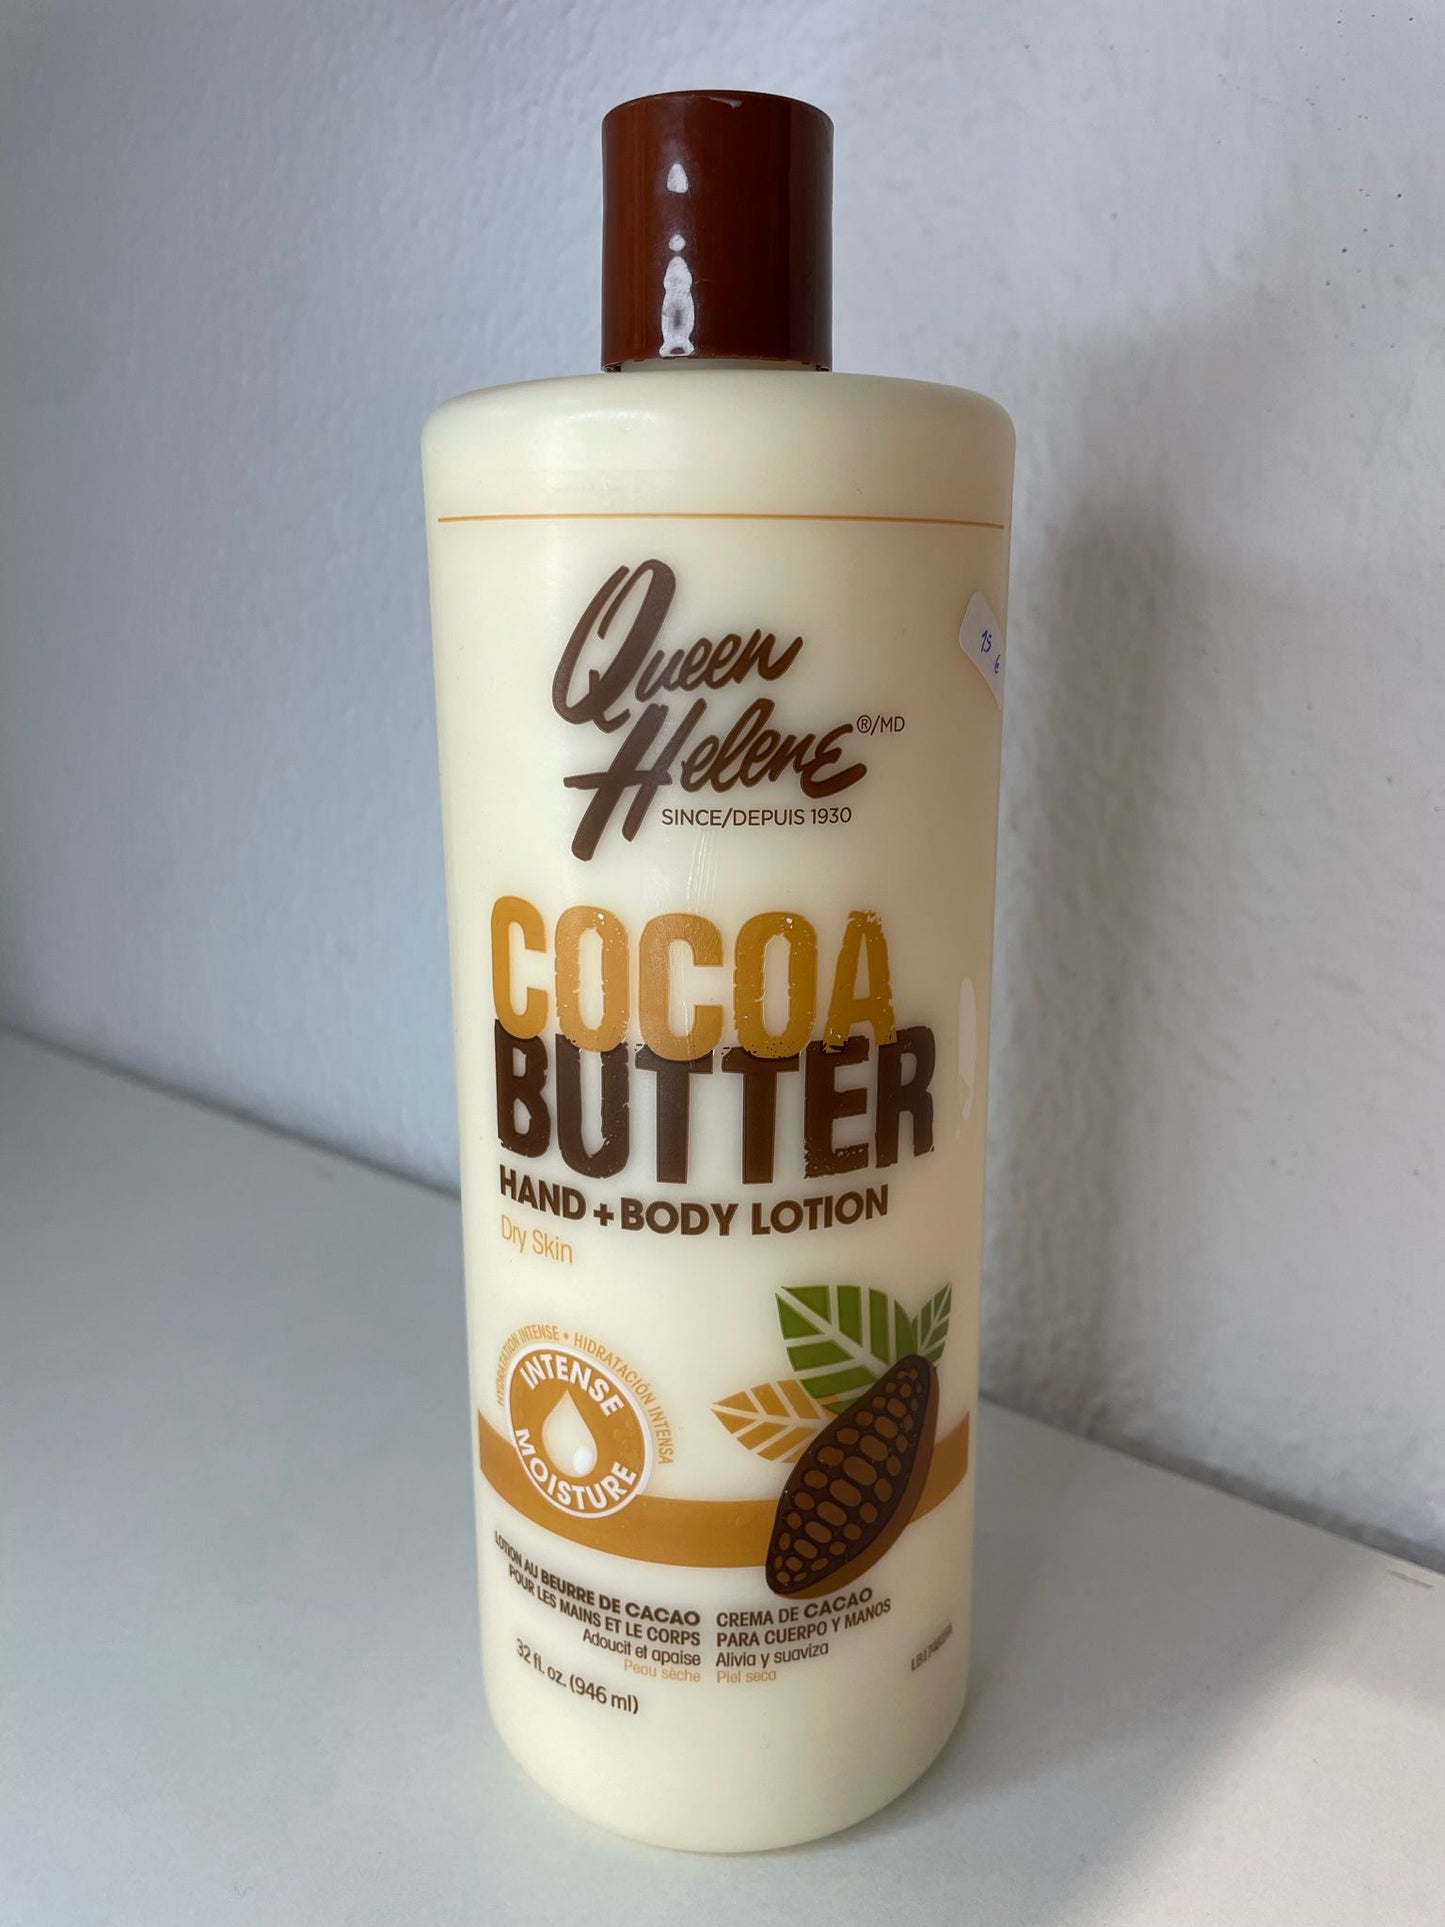 Queen
Helene®/MD
SINCE/DEPUIS 1930
15 €
COCOA
BUTTER
HAND + BODY LOTION
Dry Skin
HYDRATATION INTENSE • HIDRATACIÓN INTENSA
INTENSE
MOISTURE
LOTION AU BEURRE DE CACAO
POUR LES MAINS ET LE CORPS
Adoucit et apaise
Peau sèche
CREMA DE CACAO
PARA CUERPO Y MANOS
Alivia y suaviza
Piel seca
32 fl. oz. (946 ml)